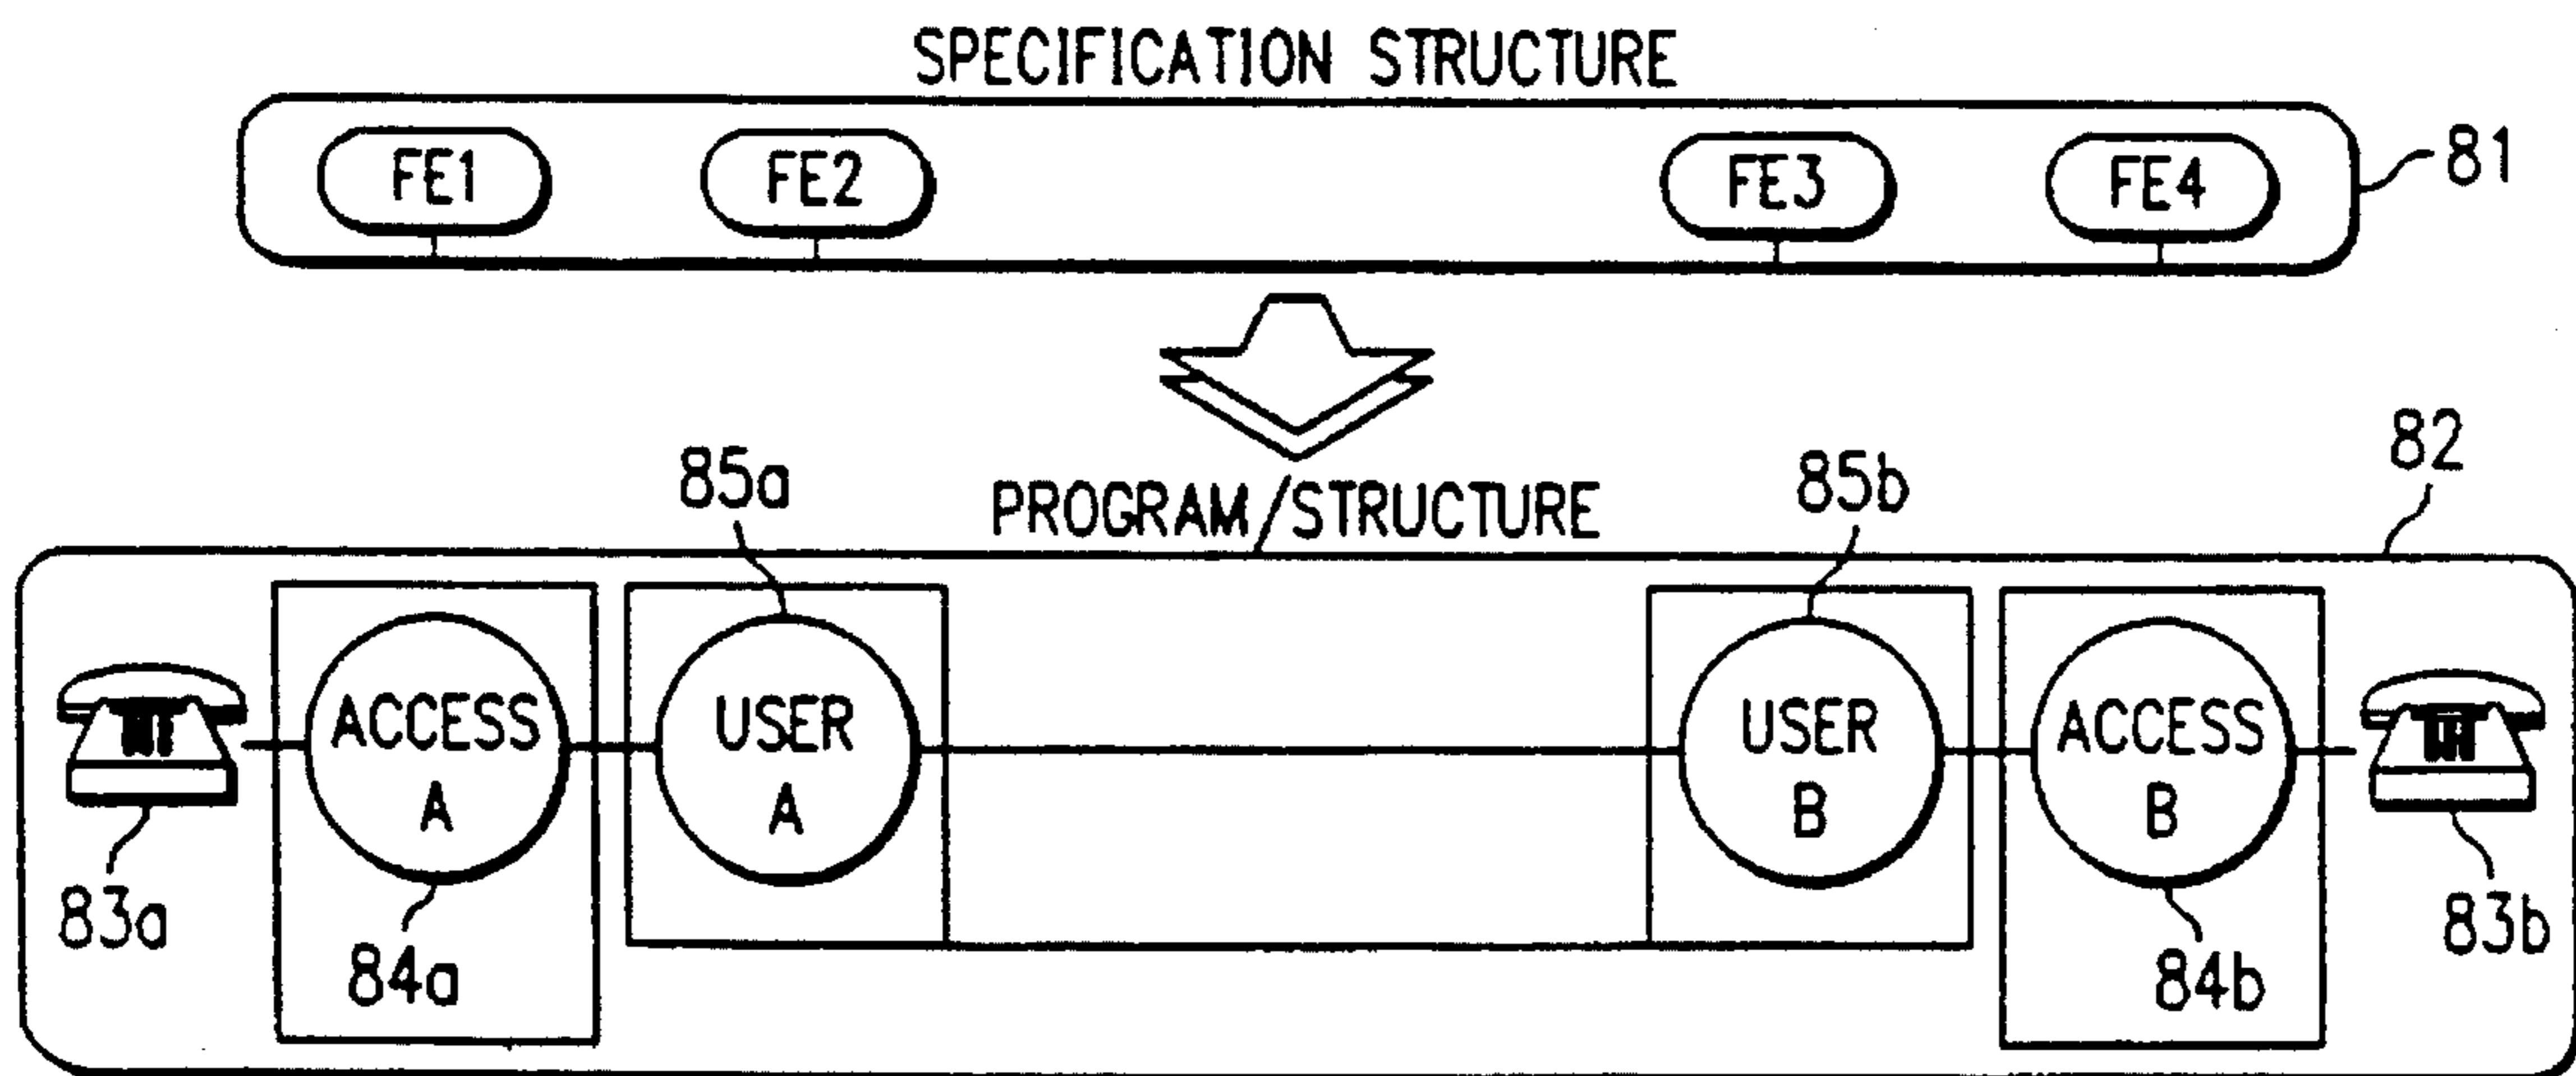 SPECIFICATION STRUCTURE
FE1 FE2 FE3 FE4 81
82
85a PROGRAM/STRUCTURE 85b
ACCESS A USER A USER B ACCESS B
83a 84a 84b 83b